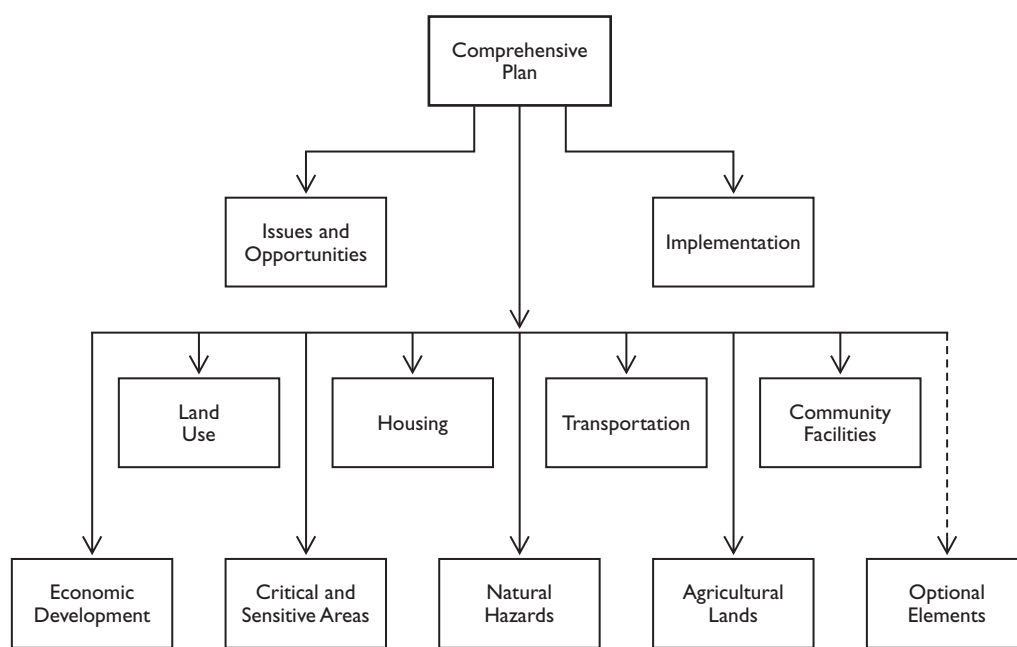 Comprehensive
Plan
Issues and
Opportunities
Implementation
Land
Use
Housing
Transportation
Community
Facilities
Economic
Development
Critical and
Sensitive Areas
Natural
Hazards
Agricultural
Lands
Optional
Elements